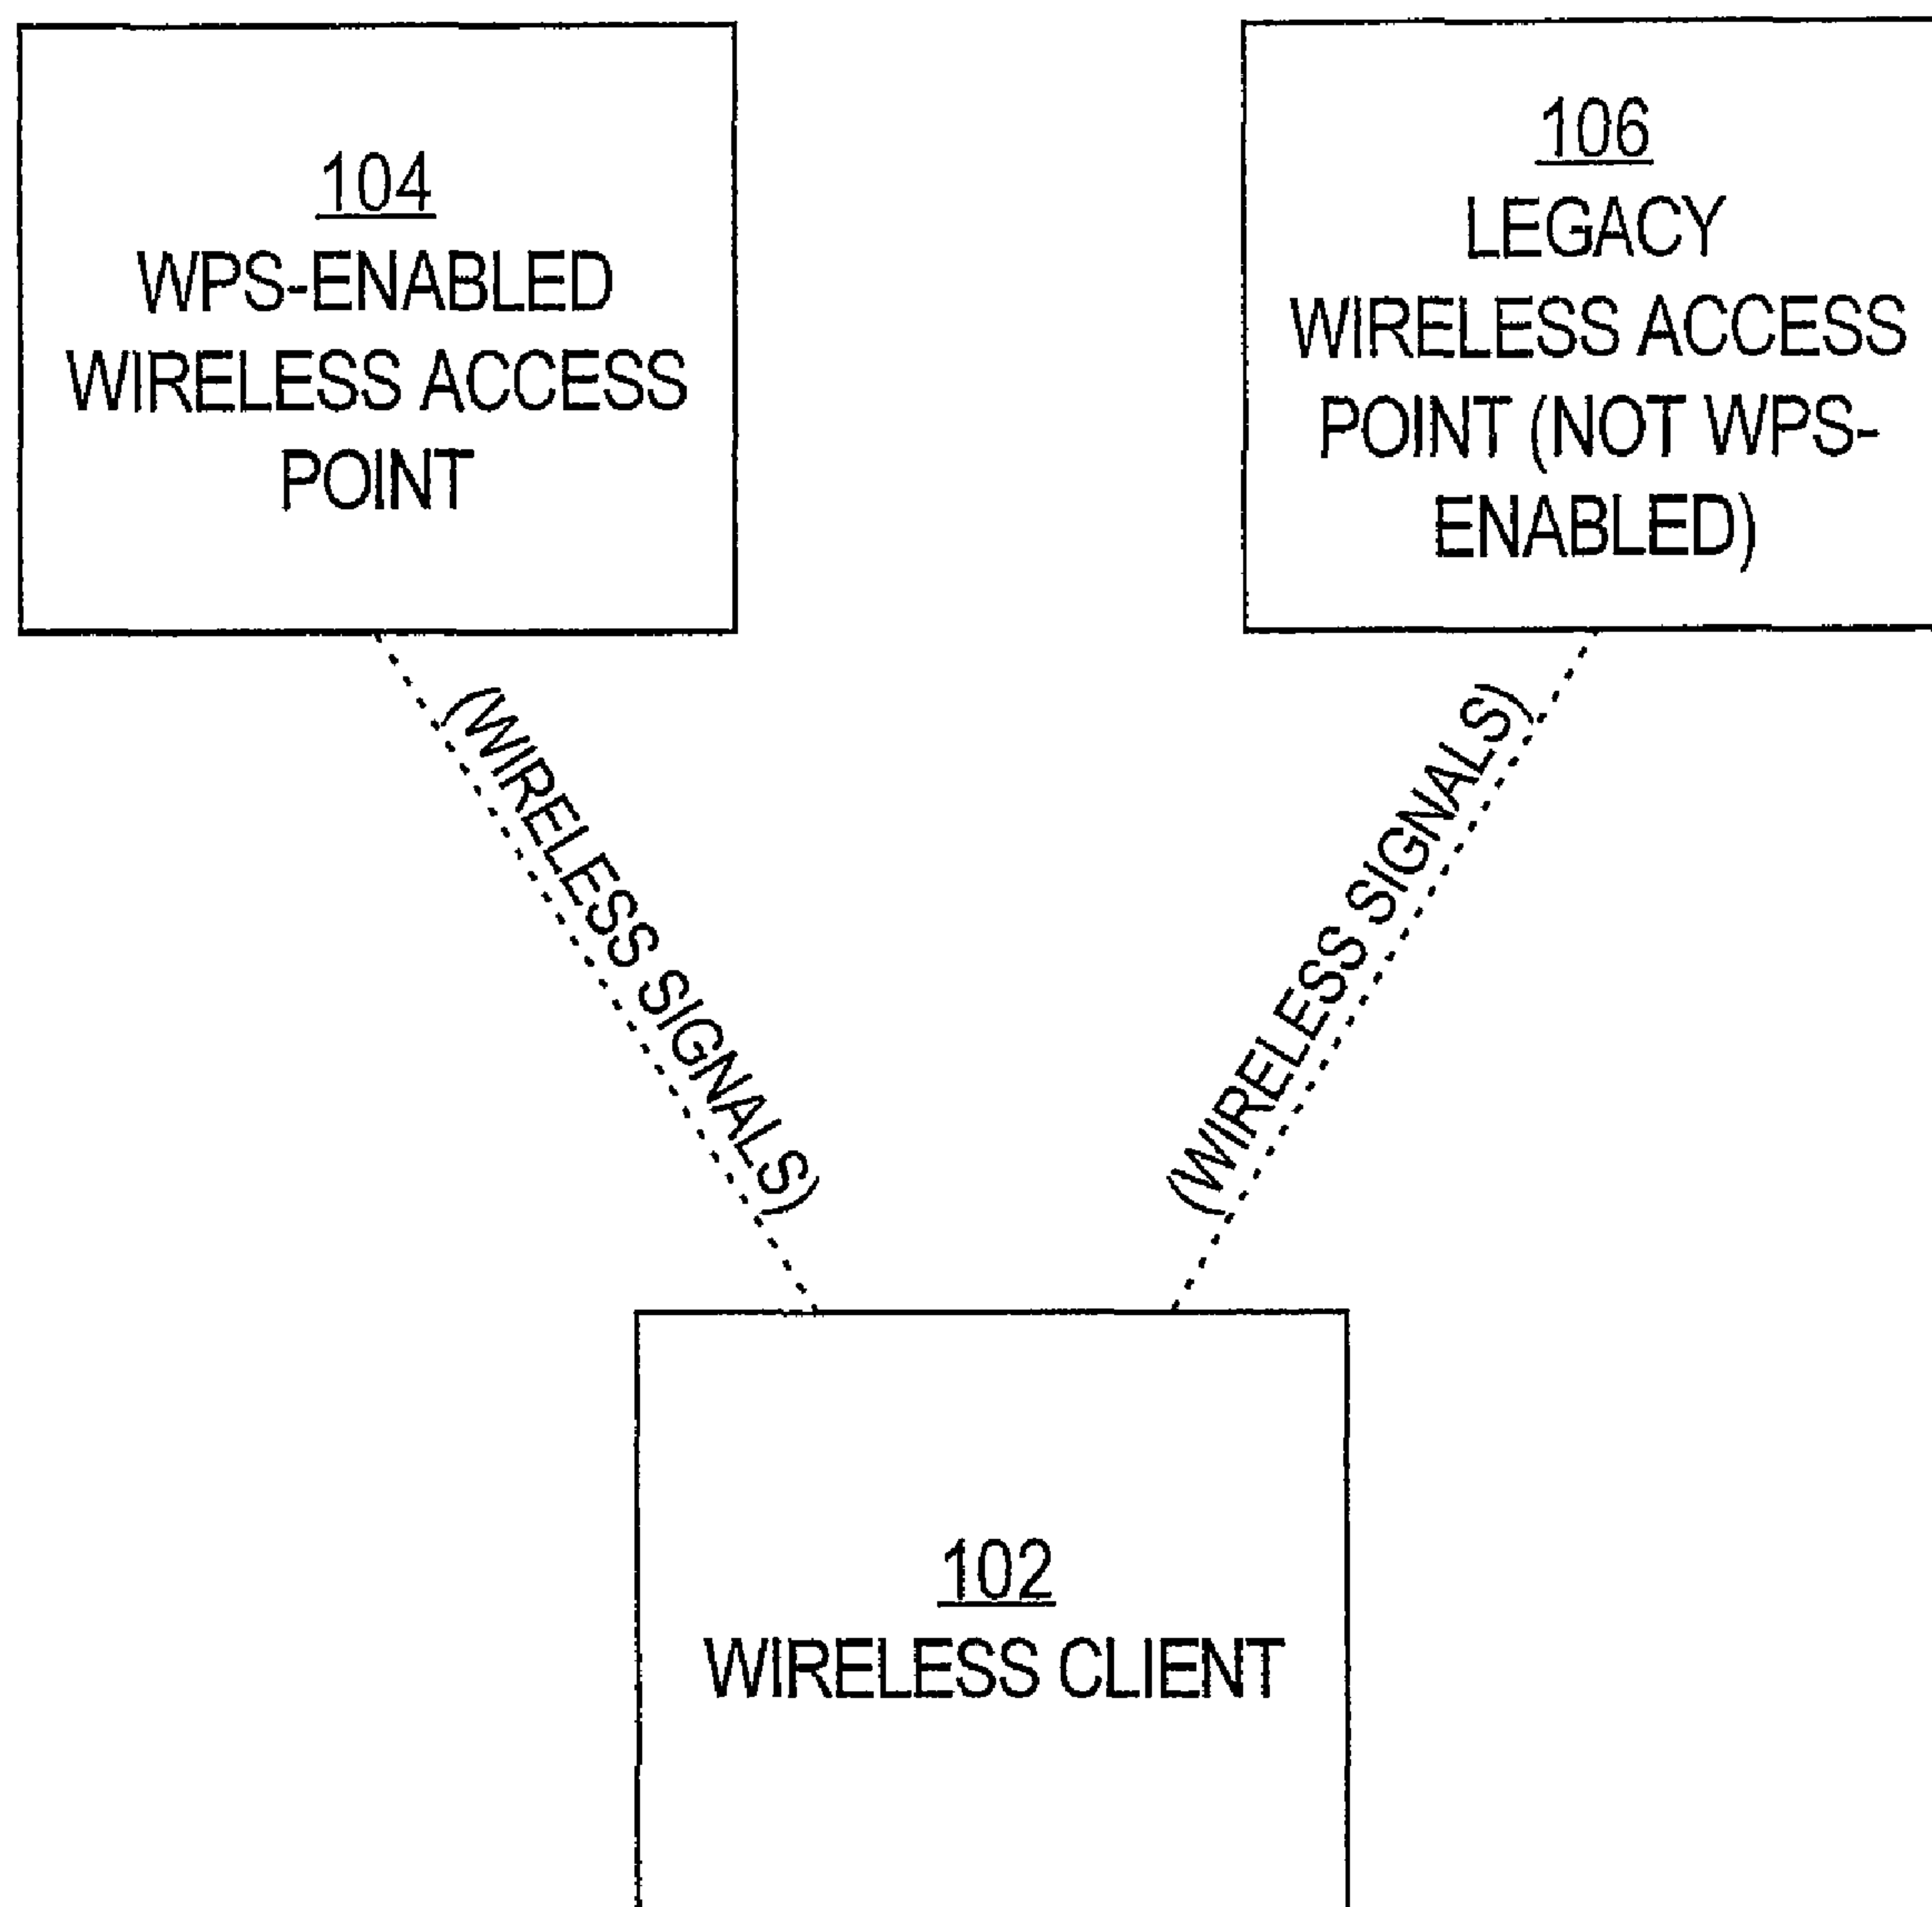 104
WPS-ENABLED
WIRELESS ACCESS
POINT
106
LEGACY
WIRELESS ACCESS
POINT (NOT WPS-
ENABLED)
(WIRELESS SIGNALS)
(WIRELESS SIGNALS)
102
WIRELESS CLIENT